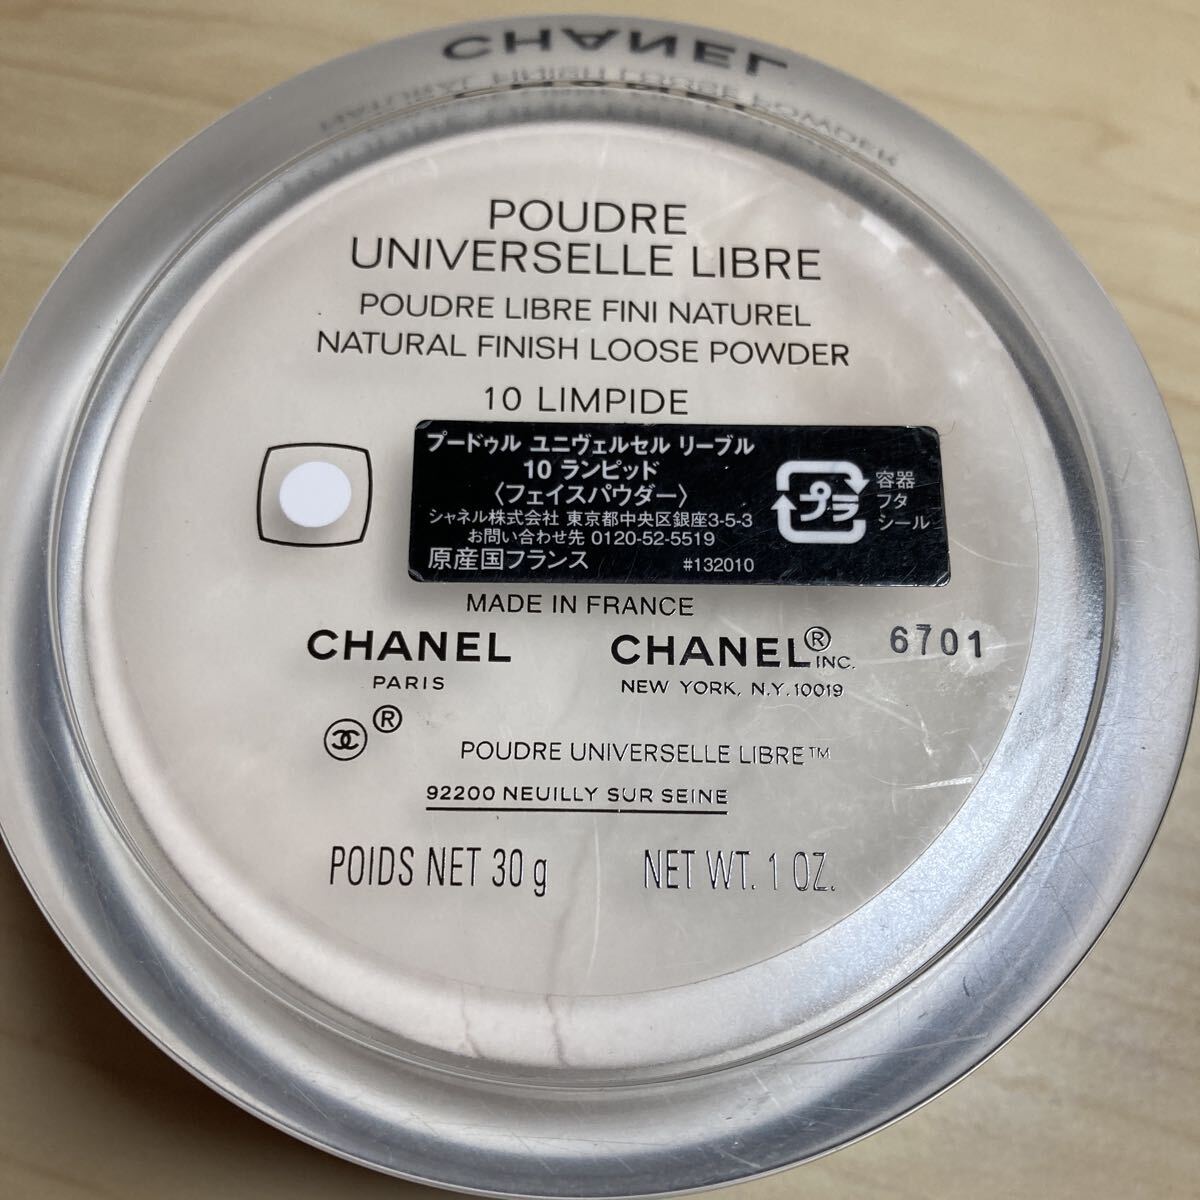 CHANEL
NATURAL FINISH LOOSE POWDER
POUDRE
UNIVERSELLE LIBRE
POUDRE LIBRE FINI NATUREL
NATURAL FINISH LOOSE POWDER
10 LIMPIDE
プードゥル ユニヴェルセル リーブル
10 ランピッド
〈フェイスパウダー〉
シャネル株式会社 東京都中央区銀座3-5-3
お問い合わせ先 0120-52-5519
原産国フランス #132010
プラ
容器
フタ
シール
MADE IN FRANCE
CHANEL
PARIS
CHANEL® INC.
NEW YORK, N.Y.10019
6701
®
POUDRE UNIVERSELLE LIBRE™
92200 NEUILLY SUR SEINE
POIDS NET 30 g NET WT. 1 OZ.